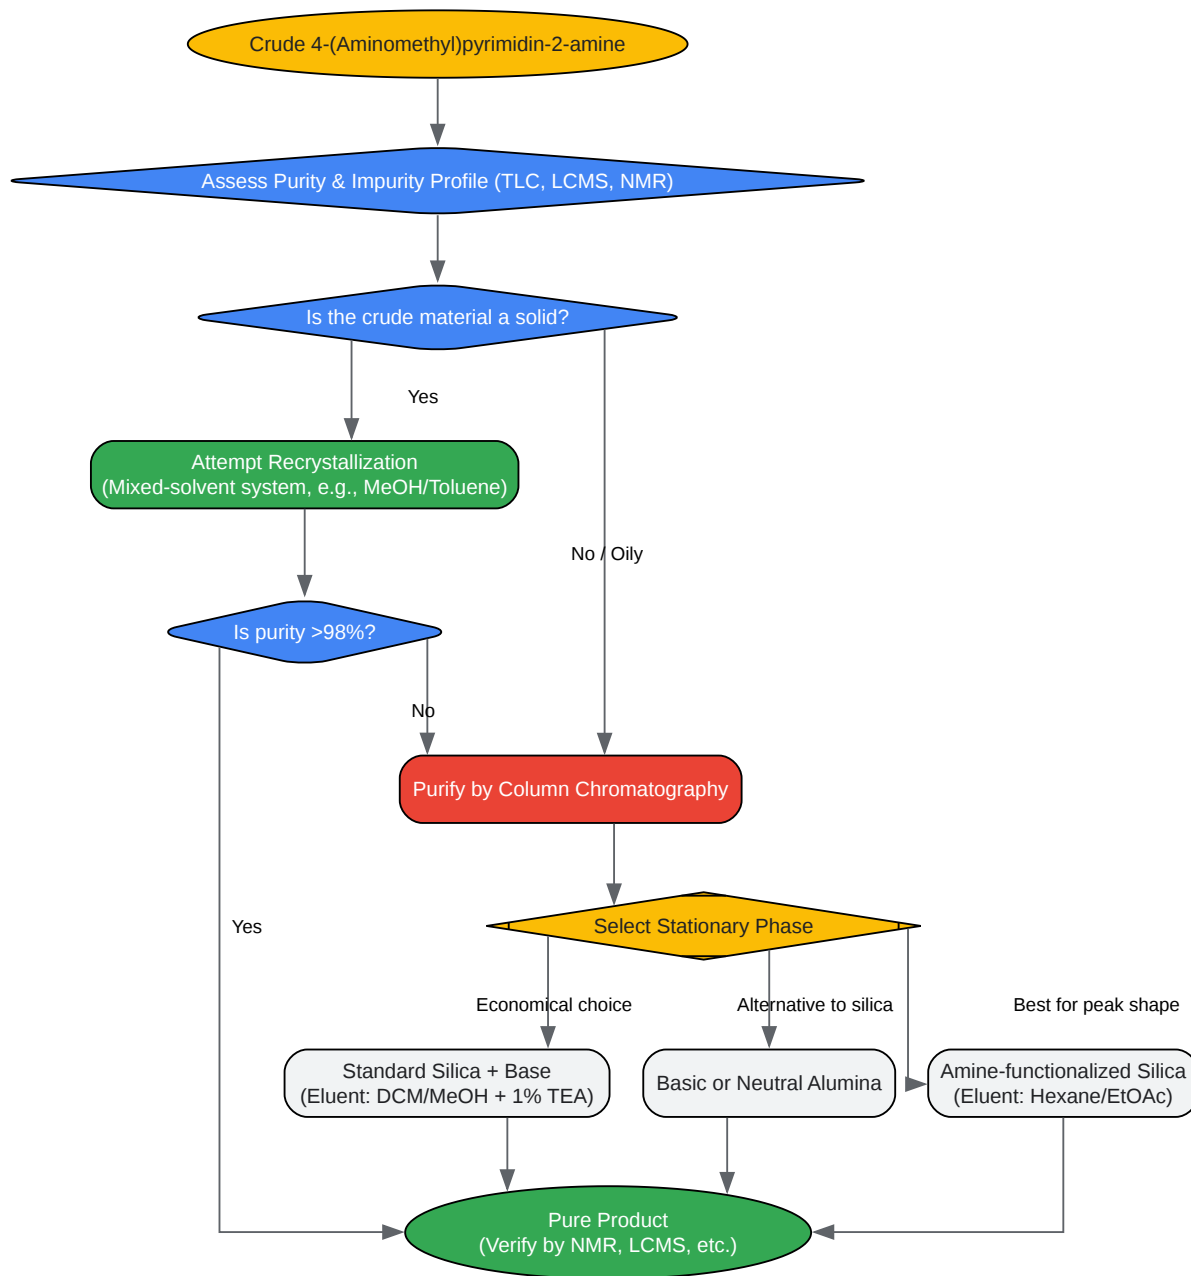 Crude 4-(Aminomethyl)pyrimidin-2-amine
Assess Purity & Impurity Profile (TLC, LCMS, NMR)
Is the crude material a solid?
Yes
Attempt Recrystallization
(Mixed-solvent system, e.g., MeOH/Toluene)
No / Oily
Is purity >98%?
No
Purify by Column Chromatography
Yes
Select Stationary Phase
Economical choice
Alternative to silica
Best for peak shape
Standard Silica + Base
(Eluent: DCM/MeOH + 1% TEA)
Basic or Neutral Alumina
Amine-functionalized Silica
(Eluent: Hexane/EtOAc)
Pure Product
(Verify by NMR, LCMS, etc.)